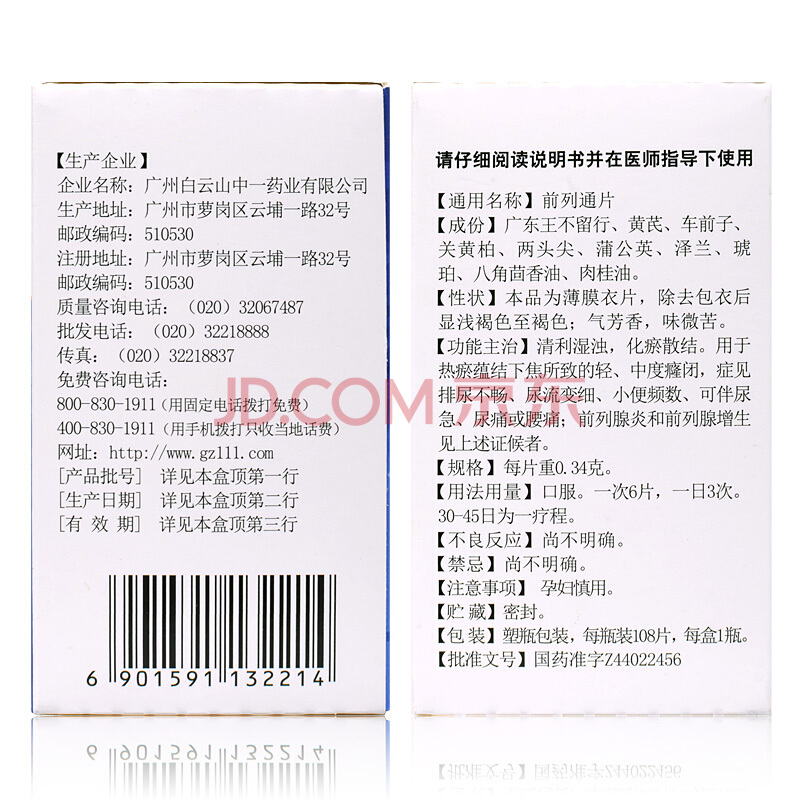 【生产企业】
企业名称：广州白云山中一药业有限公司
生产地址：广州市萝岗区云埔一路32号
邮政编码：510530
注册地址：广州市萝岗区云埔一路32号
邮政编码：510530
质量咨询电话：（020）32067487
批发电话：（020）32218888
传真：（020）32218837
免费咨询电话：
800-830-1911（用固定电话拨打免费）
400-830-1911（用手机拨打只收当地话费）
网址：http://www.gz111.com
[产品批号] 详见本盒顶第一行
[生产日期] 详见本盒顶第二行
[有 效 期] 详见本盒顶第三行
6 901591 132214
请仔细阅读说明书并在医师指导下使用
【通用名称】前列通片
【成份】广东王不留行、黄芪、车前子、
关黄柏、两头尖、蒲公英、泽兰、琥
珀、八角茴香油、肉桂油。
【性状】本品为薄膜衣片，除去包衣后
显浅褐色至褐色；气芳香，味微苦。
【功能主治】清利湿浊，化瘀散结。用于
热瘀蕴结下焦所致的轻、中度癃闭，症见
排尿不畅、尿流变细、小便频数、可伴尿
急、尿痛或腰痛；前列腺炎和前列腺增生
见上述证候者。
【规格】每片重0.34克。
【用法用量】口服。一次6片，一日3次。
30-45日为一疗程。
【不良反应】尚不明确。
【禁忌】尚不明确。
【注意事项】孕妇慎用。
【贮 藏】密封。
【包 装】塑瓶包装，每瓶装108片，每盒1瓶。
【批准文号】国药准字Z44022456
JD.COM 京东